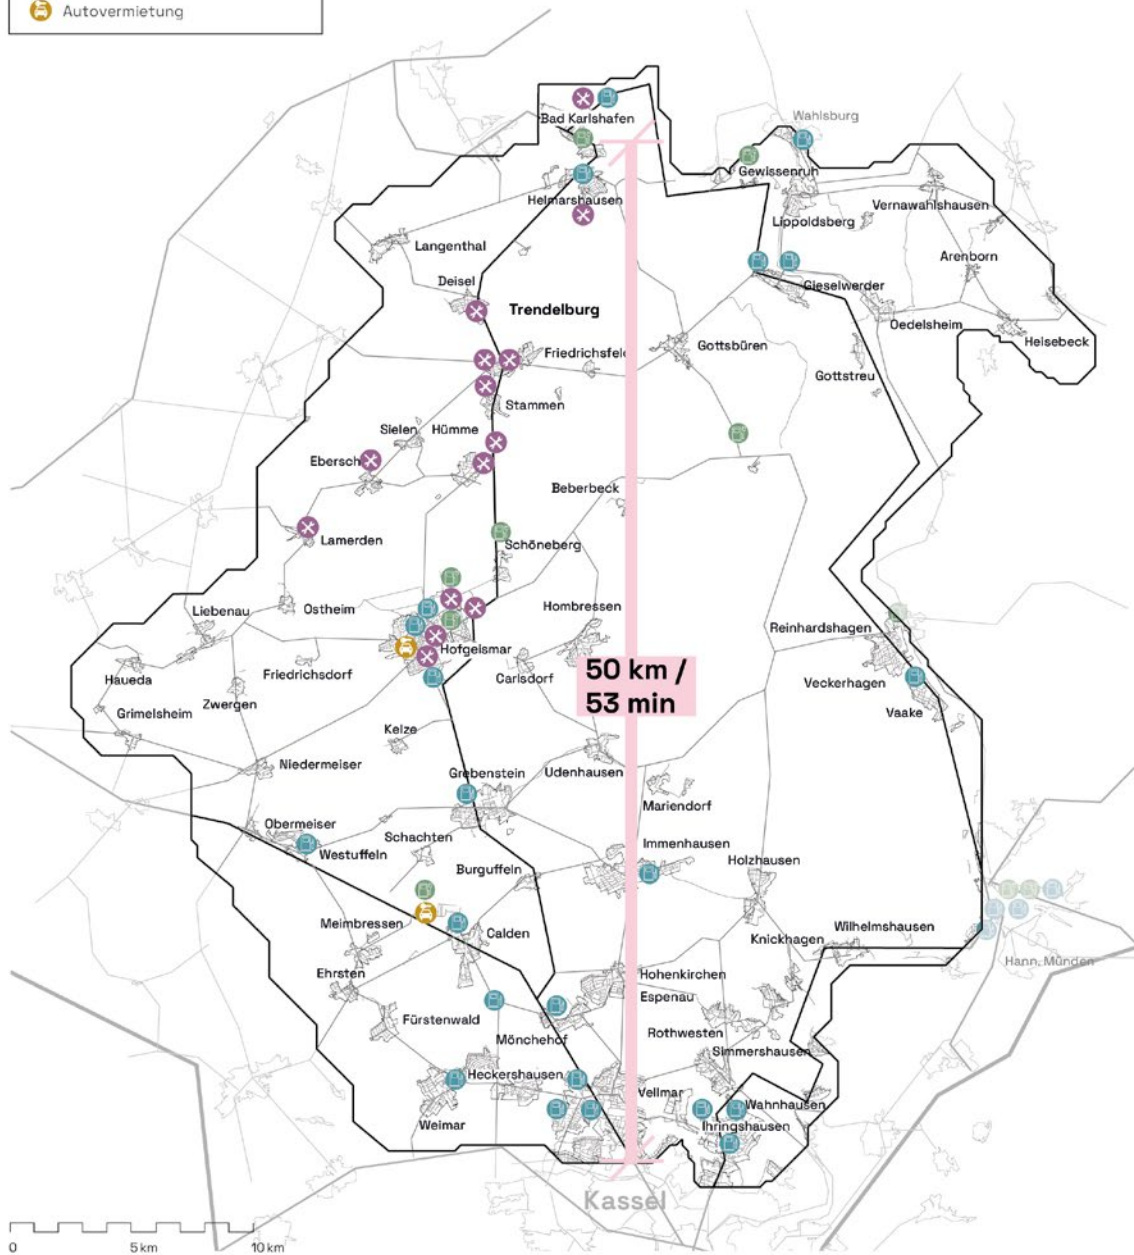 Autovermietung
Bad Karlshafen
Wahlsburg
Gewissenruh
Helmarshausen
Vernawahlshausen
Lippoldsberg
Langenthal
Arenborn
Deisel
Gieselwerder
Trendelburg
Oedelsheim
Heisebeck
Friedrichsfel
Gottsbüren
Gottstreu
Stammen
Sielen
Hümme
Ebersch
Beberbeck
Lamerden
Schöneberg
Liebenau
Ostheim
Hombressen
Reinhardshagen
Hofgeismar
Haueda
Friedrichsdorf
Carlsdorf
50 km /
53 min
Veckerhagen
Zwergen
Grimelsheim
Vaake
Kelze
Niedermeiser
Grebenstein
Udenhausen
Mariendorf
Obermeiser
Schachten
Immenhausen
Westuffeln
Holzhausen
Burguffeln
Meimbressen
Calden
Wilhelmshausen
Knickhagen
Hann. Münden
Ehrsten
Hohenkirchen
Espenau
Fürstenwald
Mönchehof
Rothwesten
Simmershausen
Heckershausen
Vellmar
Wahnhausen
Weimar
Ihringshausen
Kassel
0 5 km 10 km